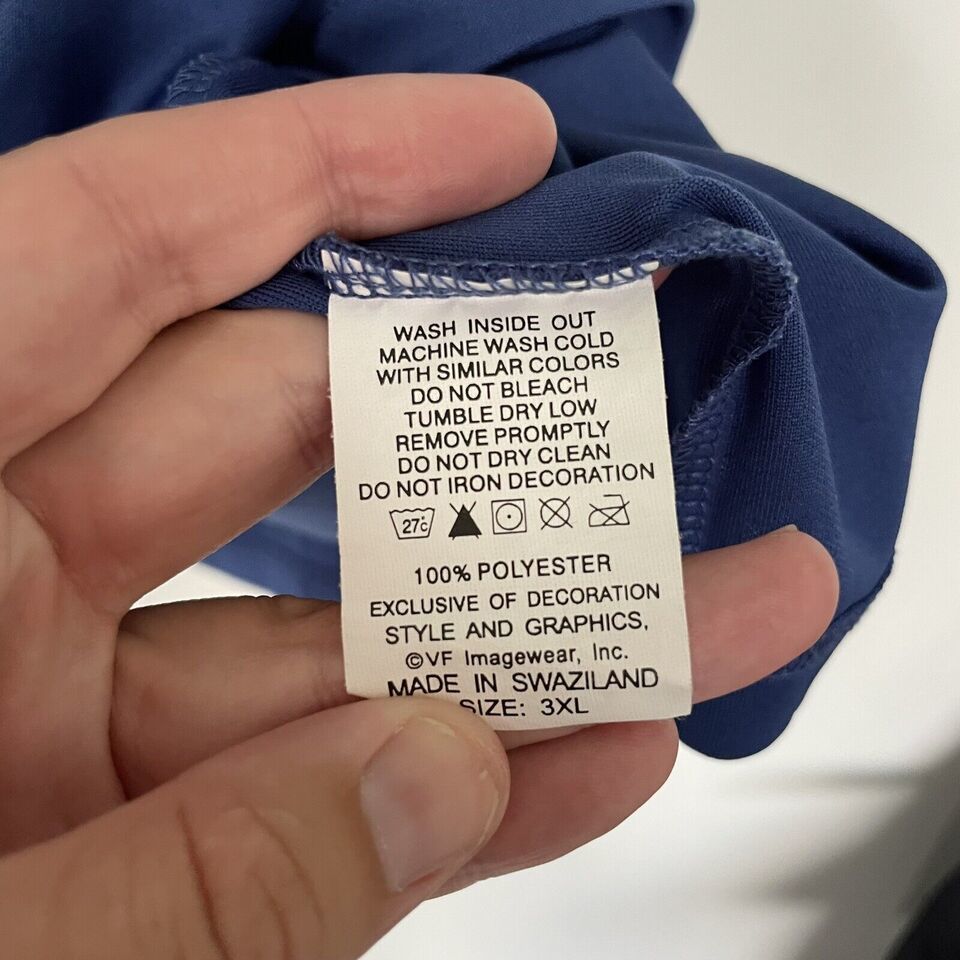 WASH INSIDE OUT
MACHINE WASH COLD
WITH SIMILAR COLORS
DO NOT BLEACH
TUMBLE DRY LOW
REMOVE PROMPTLY
DO NOT DRY CLEAN
DO NOT IRON DECORATION
27c
100% POLYESTER
EXCLUSIVE OF DECORATION
STYLE AND GRAPHICS,
©VF Imagewear, Inc.
MADE IN SWAZILAND
SIZE: 3XL